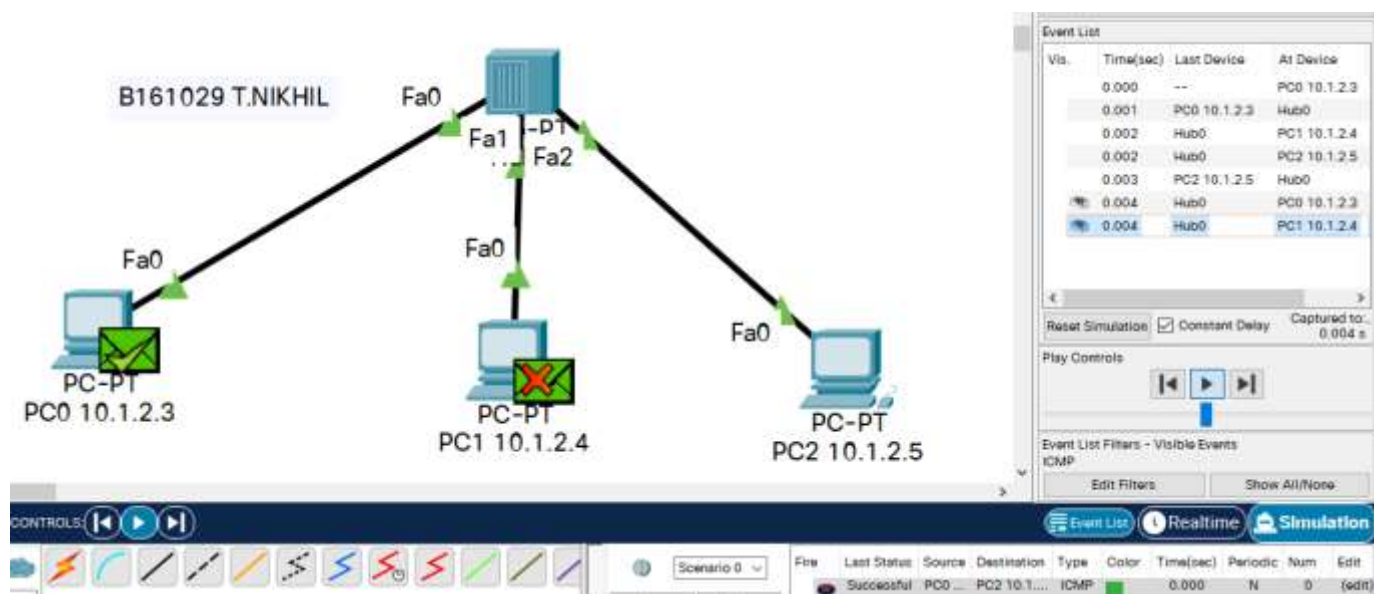 B161029 T.NIKHIL
Fa0
Fa1
-PT
Fa2
Fa0
Fa0
Fa0
PC-PT
PC0 10.1.2.3
PC-PT
PC1 10.1.2.4
PC-PT
PC2 10.1.2.5
Event List
Vis. Time(sec) Last Device At Device
0.000 -- PC0 10.1.2.3
0.001 PC0 10.1.2.3 Hub0
0.002 Hub0 PC1 10.1.2.4
0.002 Hub0 PC2 10.1.2.5
0.003 PC2 10.1.2.5 Hub0
0.004 Hub0 PC0 10.1.2.3
0.004 Hub0 PC1 10.1.2.4
Reset Simulation Constant Delay Captured to:
0.004 s
Play Controls
Event List Filters - Visible Events
ICMP
Edit Filters Show All/None
CONTROLS:
Event List Realtime Simulation
Scenario 0
Fire Last Status Source Destination Type Color Time(sec) Periodic Num Edit
Successful PC0 ... PC2 10.1.... ICMP 0.000 N 0 (edit)